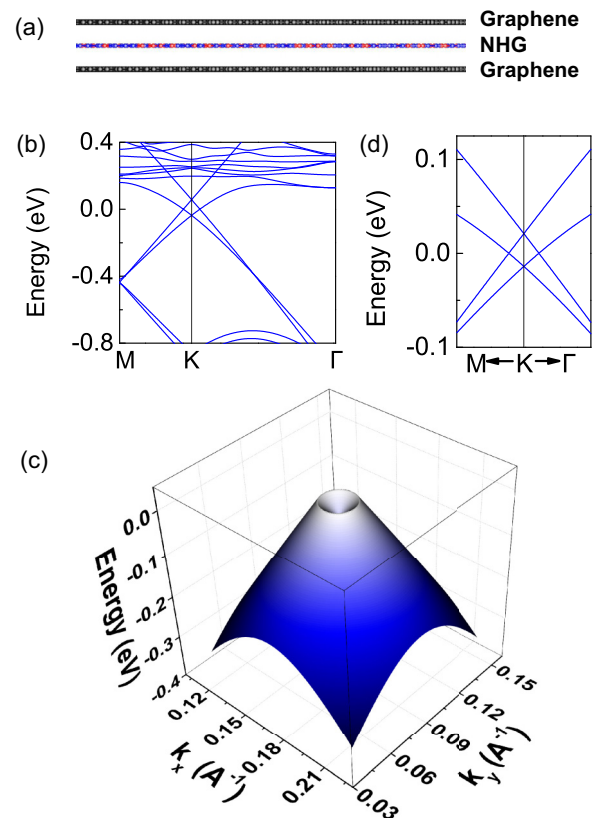 (a)
Graphene
NHG
Graphene
(b)
Energy (eV)
0.4
0.0
-0.4
-0.8
M K Γ
(d)
Energy (eV)
0.1
0.0
-0.1
M K Γ
(c)
Energy (eV)
0.0
-0.1
-0.2
-0.3
-0.4
0.12
0.15
0.18
0.21
kx (A-1)
0.03
0.06
0.09
0.12
0.15
ky (A-1)